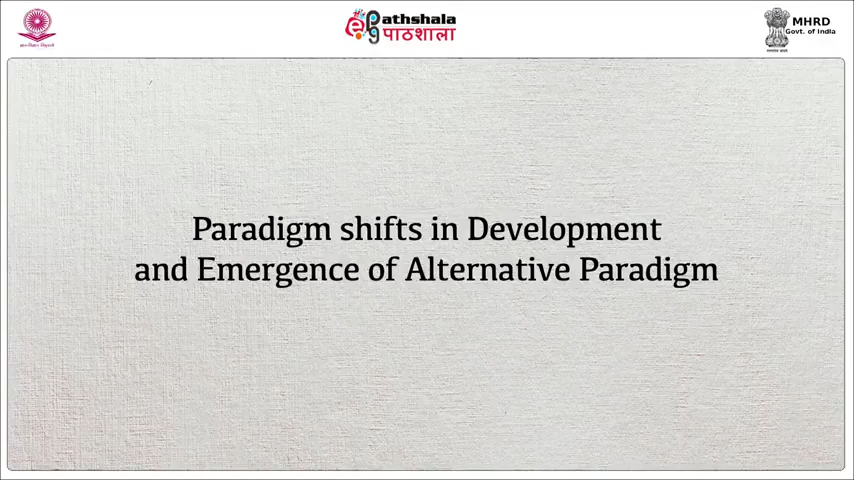 Pathshala
पाठशाला
MHRD
Govt. of India
Paradigm shifts in Development
and Emergence of Alternative Paradigm